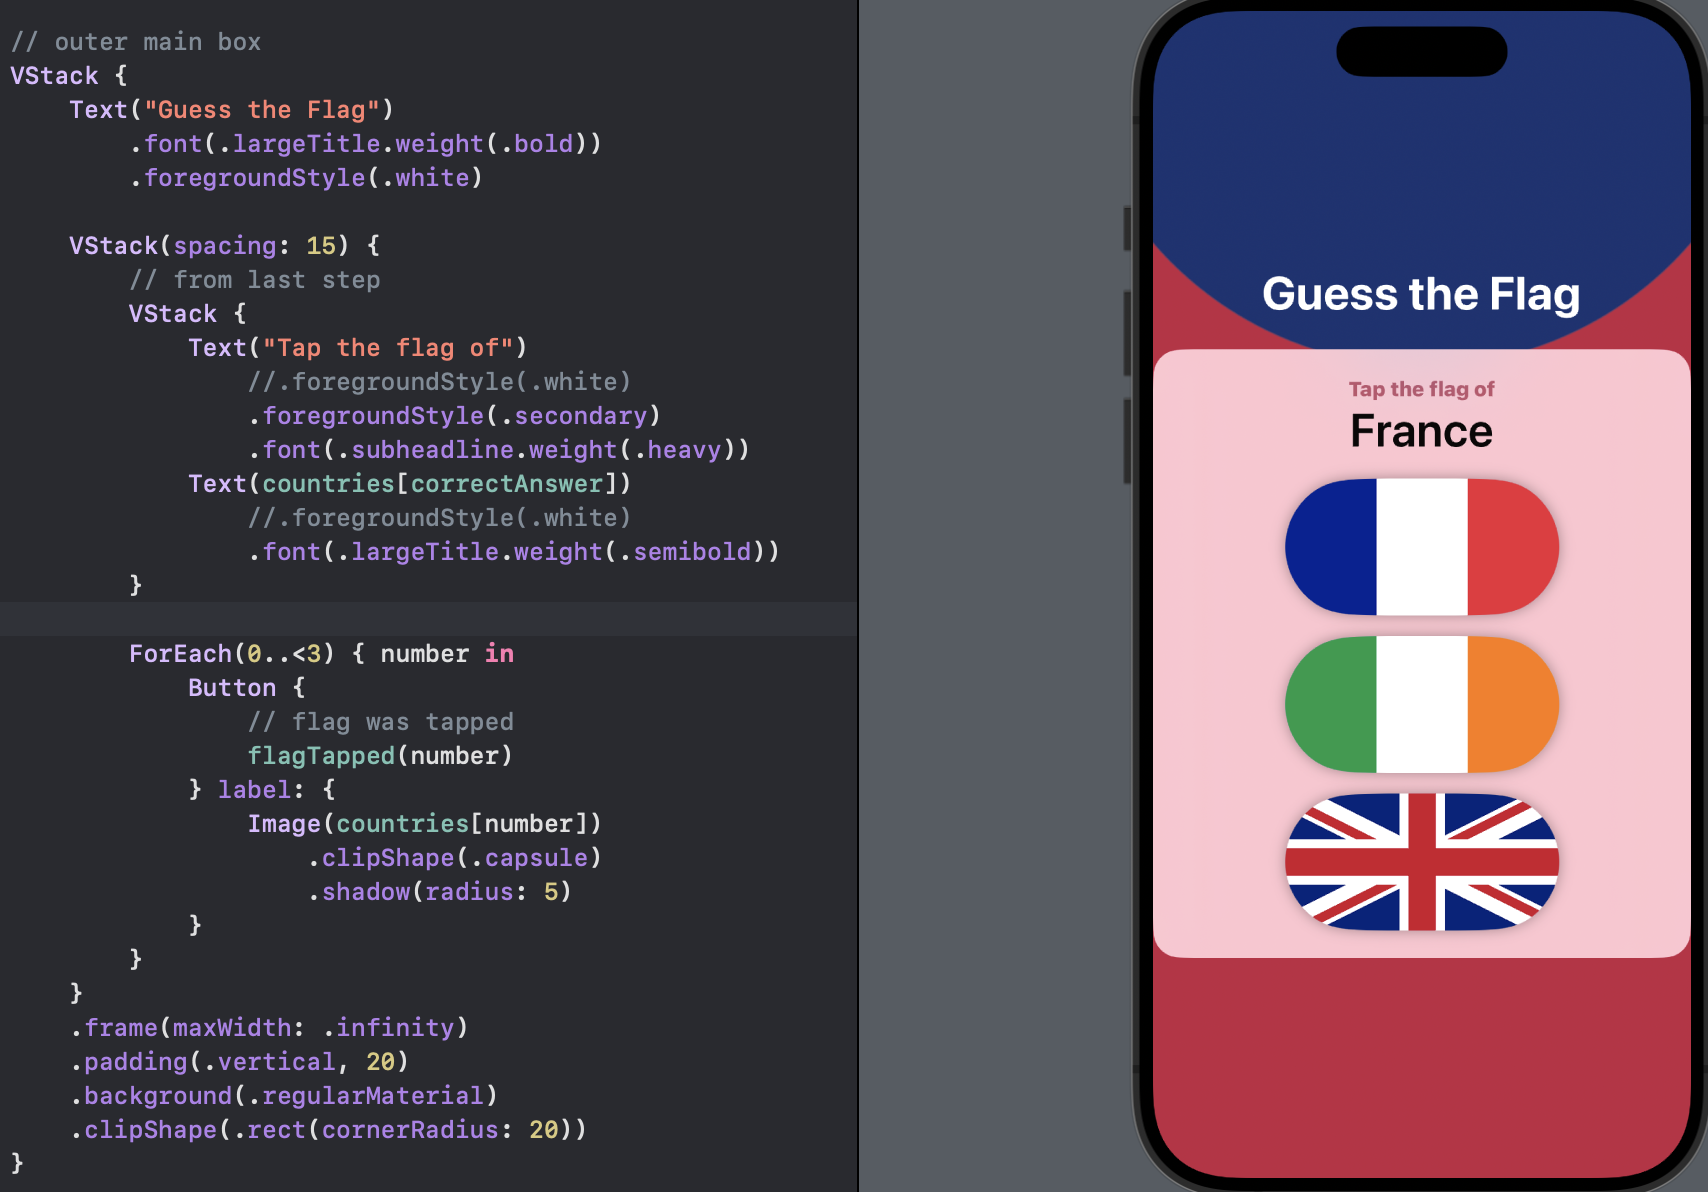 // outer main box
VStack {
    Text("Guess the Flag")
        .font(.largeTitle.weight(.bold))
        .foregroundStyle(.white)

    VStack(spacing: 15) {
        // from last step
        VStack {
            Text("Tap the flag of")
                //.foregroundStyle(.white)
                .foregroundStyle(.secondary)
                .font(.subheadline.weight(.heavy))
            Text(countries[correctAnswer])
                //.foregroundStyle(.white)
                .font(.largeTitle.weight(.semibold))
        }

        ForEach(0..<3) { number in
            Button {
                // flag was tapped
                flagTapped(number)
            } label: {
                Image(countries[number])
                    .clipShape(.capsule)
                    .shadow(radius: 5)
            }
        }
    }
    .frame(maxWidth: .infinity)
    .padding(.vertical, 20)
    .background(.regularMaterial)
    .clipShape(.rect(cornerRadius: 20))
}
Guess the Flag
Tap the flag of
France